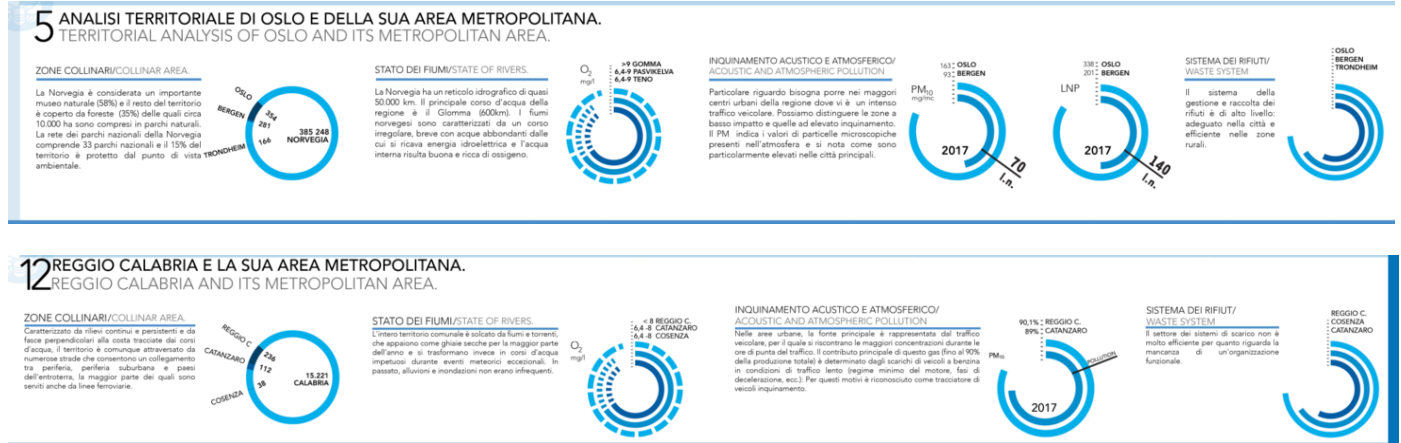 5 ANALISI TERRITORIALE DI OSLO E DELLA SUA AREA METROPOLITANA.
TERRITORIAL ANALYSIS OF OSLO AND ITS METROPOLITAN AREA.
ZONE COLLINARI/COLLINAR AREA.
La Norvegia è considerata un importante
museo naturale (58%) e il resto del territorio
è coperto da foreste (35%) delle quali circa
10.000 ha sono compresi in parchi naturali.
La rete dei parchi nazionali della Norvegia
comprende 33 parchi nazionali e il 15% del
territorio è protetto dal punto di vista
ambientale.
OSLO
BERGEN
TRONDHEIM
354
281
166
385 248
NORVEGIA
STATO DEI FIUMI/STATE OF RIVERS.
La Norvegia ha un reticolo idrografico di quasi
50.000 km. Il principale corso d'acqua della
regione è il Glomma (600km). I fiumi
norvegesi sono caratterizzati da un corso
irregolare, breve con acque abbondanti dalle
cui si ricava energia idroelettrica e l'acqua
interna risulta buona e ricca di ossigeno.
O2
mg/l
>9 GOMMA
6,4-9 PASVIKELVA
6,4-9 TENO
INQUINAMENTO ACUSTICO E ATMOSFERICO/
ACOUSTIC AND ATMOSPHERIC POLLUTION
Particolare riguardo bisogna porre nei maggiori
centri urbani della regione dove vi è un intenso
traffico veicolare. Possiamo distinguere le zone a
basso impatto e quelle ad elevato inquinamento.
Il PM indica i valori di particelle microscopiche
presenti nell'atmosfera e si nota come sono
particolarmente elevati nelle città principali.
163 OSLO
93 BERGEN
PM10
mg/mc
2017
70
i.n.
338 OSLO
201 BERGEN
LNP
2017
140
i.n.
SISTEMA DEI RIFIUTI/
WASTE SYSTEM
Il sistema della
gestione e raccolta dei
rifiuti è di alto livello:
adeguato nella città e
efficiente nelle zone
rurali.
OSLO
BERGEN
TRONDHEIM
12 REGGIO CALABRIA E LA SUA AREA METROPOLITANA.
REGGIO CALABRIA AND ITS METROPOLITAN AREA.
ZONE COLLINARI/COLLINAR AREA.
Caratterizzato da rilievi continui e persistenti e da
fasce perpendicolari alla costa tracciate dai corsi
d'acqua, il territorio è comunque attraversato da
numerose strade che consentono un collegamento
tra periferia, periferia suburbana e paesi
dell'entroterra, la maggior parte dei quali sono
serviti anche da linee ferroviarie.
REGGIO C
CATANZARO
COSENZA
236
112
38
15.221
CALABRIA
STATO DEI FIUMI/STATE OF RIVERS.
L'intero territorio comunale è solcato da fiumi e torrenti,
che appaiono come ghiaie secche per la maggior parte
dell'anno e si trasformano invece in corsi d'acqua
impetuosi durante eventi meteorici eccezionali. In
passato, alluvioni e inondazioni non erano infrequenti.
O2
mg/l
< 8 REGGIO C.
6,4 -8 CATANZARO
6,4 -8 COSENZA
INQUINAMENTO ACUSTICO E ATMOSFERICO/
ACOUSTIC AND ATMOSPHERIC POLLUTION
Nelle aree urbane, la fonte principale è rappresentata dal traffico
veicolare, per il quale si riscontrano le maggiori concentrazioni durante le
ore di punta del traffico. Il contributo principale di questo gas (fino al 90%
della produzione totale) è determinato dagli scarichi di veicoli a benzina
in condizioni di traffico lento (regime minimo del motore, fasi di
decelerazione, ecc.): Per questi motivi è riconosciuto come tracciatore di
veicoli inquinamento.
90,1% REGGIO C.
89% CATANZARO
PM10
POLLUTION
2017
SISTEMA DEI RIFIUT/
WASTE SYSTEM
Il settore dei sistemi di scarico non è
molto efficiente per quanto riguarda la
mancanza di un'organizzazione
funzionale.
REGGIO C.
COSENZA
CATANZARO